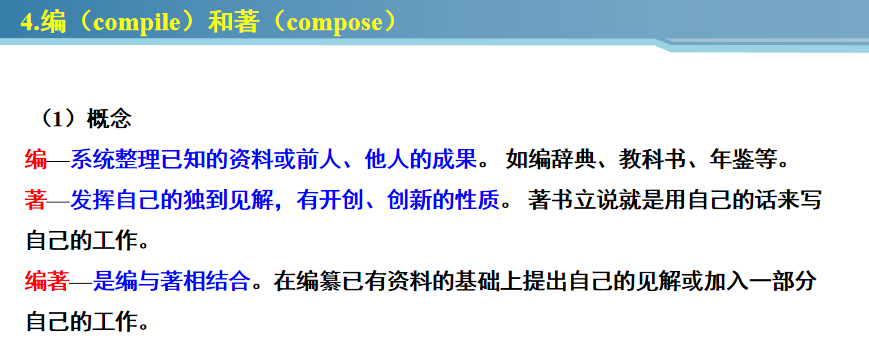 4.编（compile）和著（compose）
（1）概念
编—系统整理已知的资料或前人、他人的成果。 如编辞典、教科书、年鉴等。
著—发挥自己的独到见解，有开创、创新的性质。 著书立说就是用自己的话来写
自己的工作。
编著—是编与著相结合。在编纂已有资料的基础上提出自己的见解或加入一部分
自己的工作。